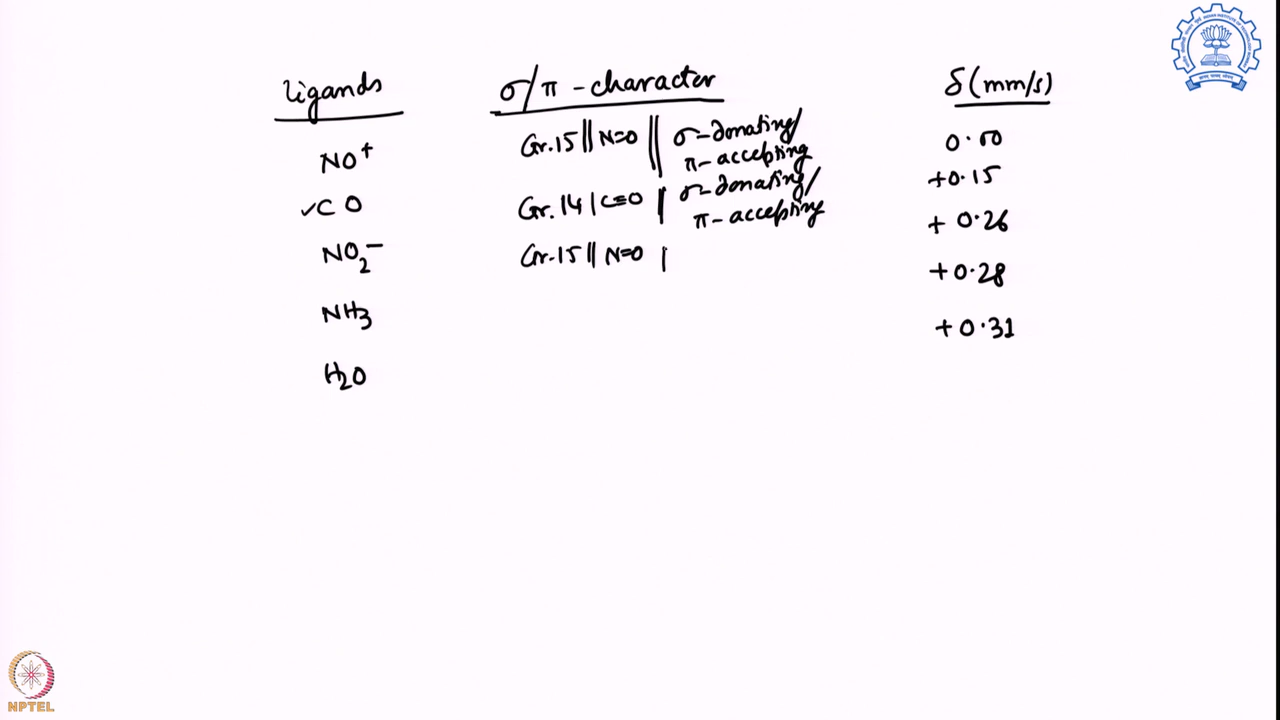 Ligands σ/π - character δ (mm/s)
NO⁺ Gr.15 || N≡O || σ-donating/ π-accepting 0.00
CO Gr.14 | C≡O | σ-donating/ π-accepting +0.15
NO₂⁻ Gr.15 || N=O | +0.26
NH₃ +0.28
H₂O +0.31
NPTEL